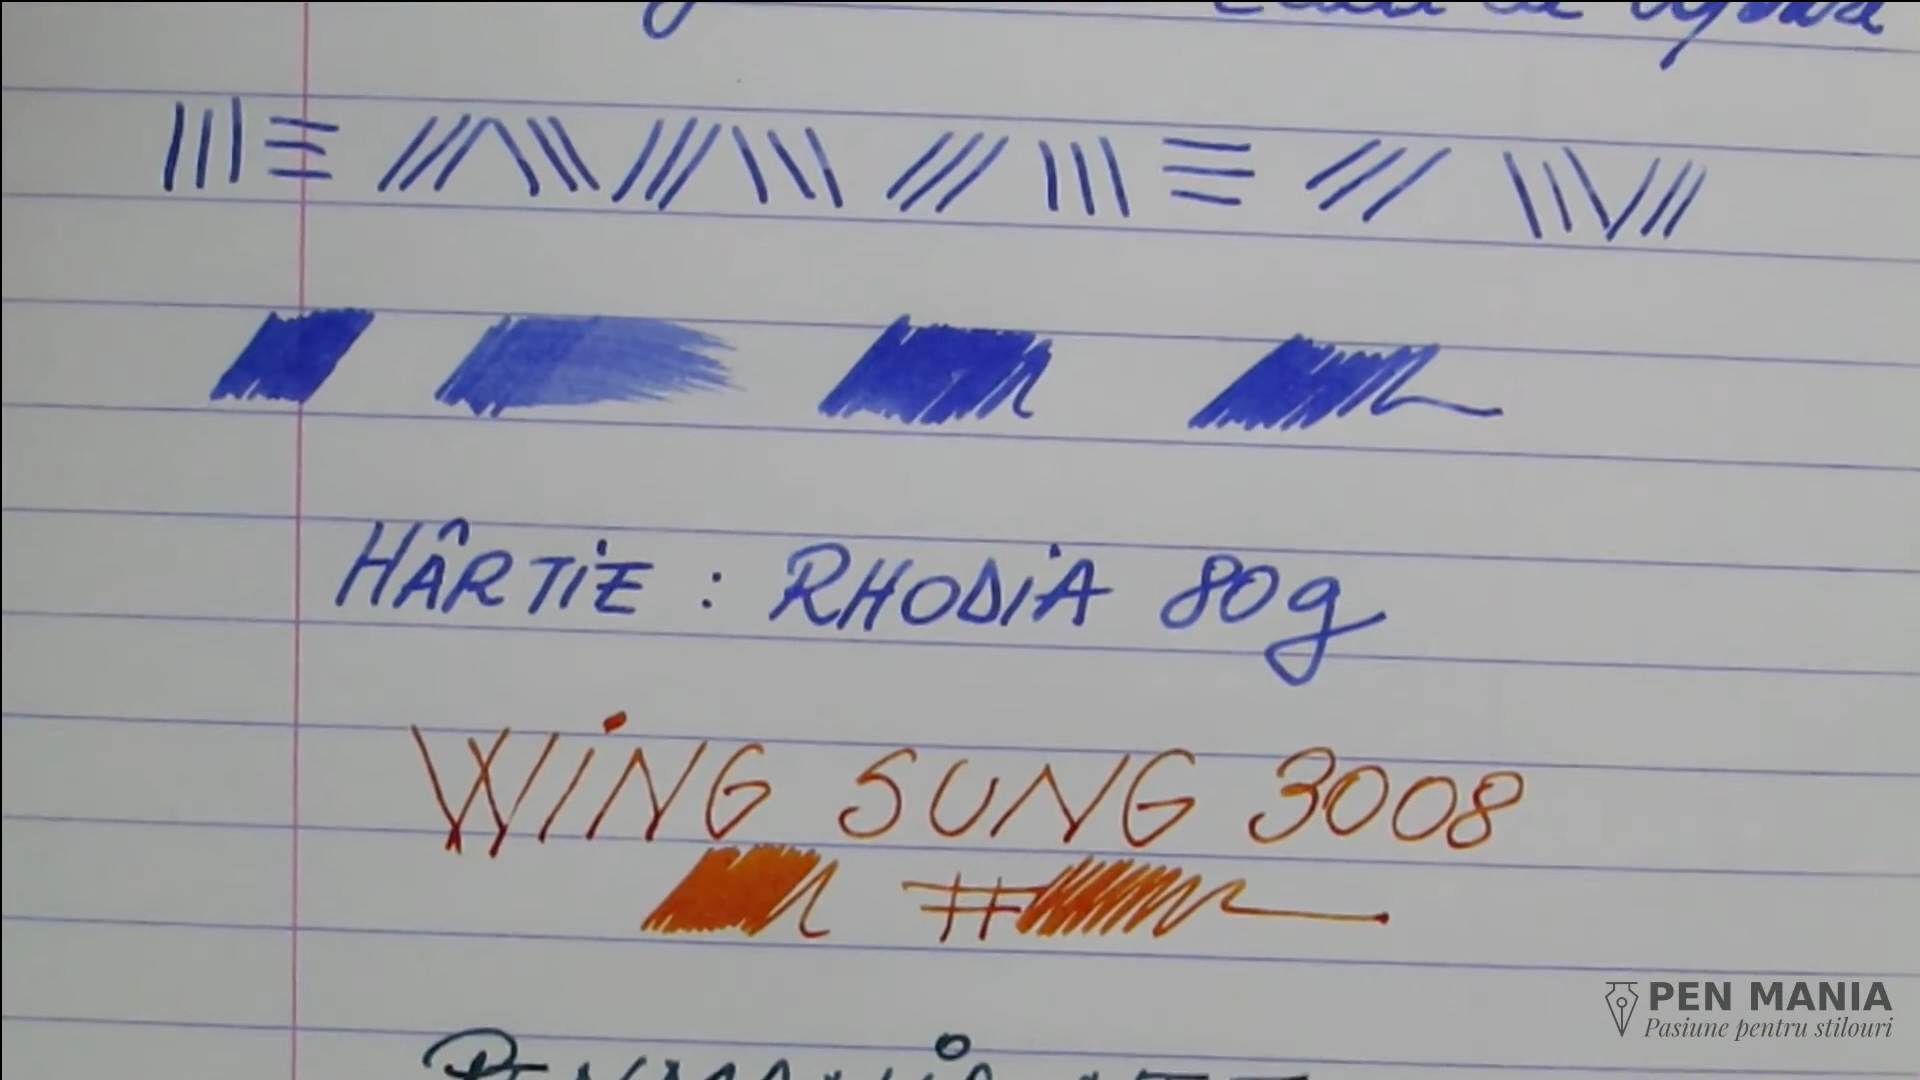 HÂRTIE : RHODIA 80g
WING SUNG 3008
PEN MANIA
Pasiune pentru stilouri